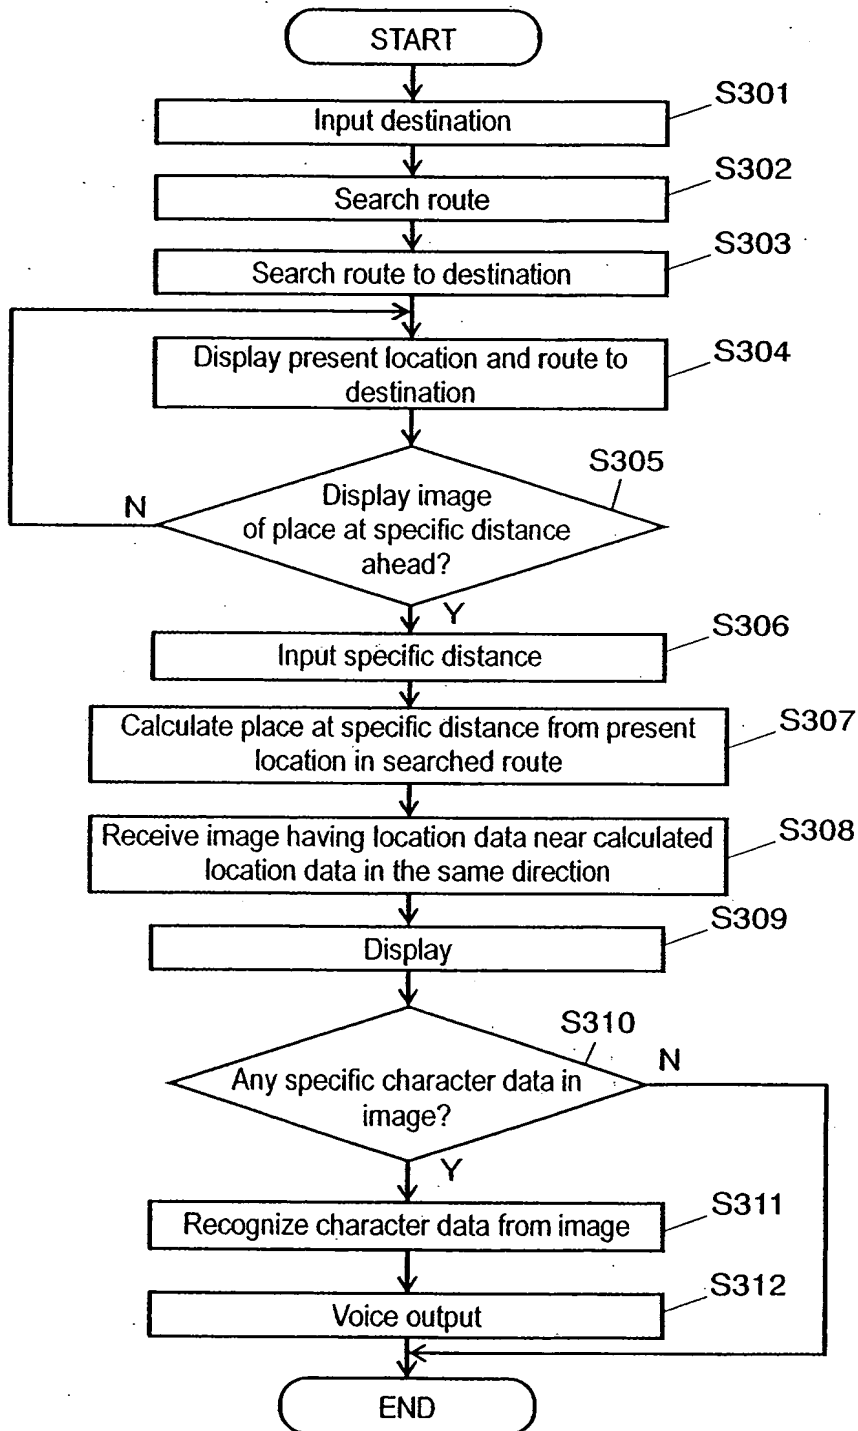 START
S301
Input destination
S302
Search route
S303
Search route to destination
S304
Display present location and route to
destination
S305
N
Display image
of place at specific distance
ahead?
Y
S306
Input specific distance
S307
Calculate place at specific distance from present
location in searched route
S308
Receive image having location data near calculated
location data in the same direction
S309
Display
S310
N
Any specific character data in
image?
Y
S311
Recognize character data from image
S312
Voice output
END